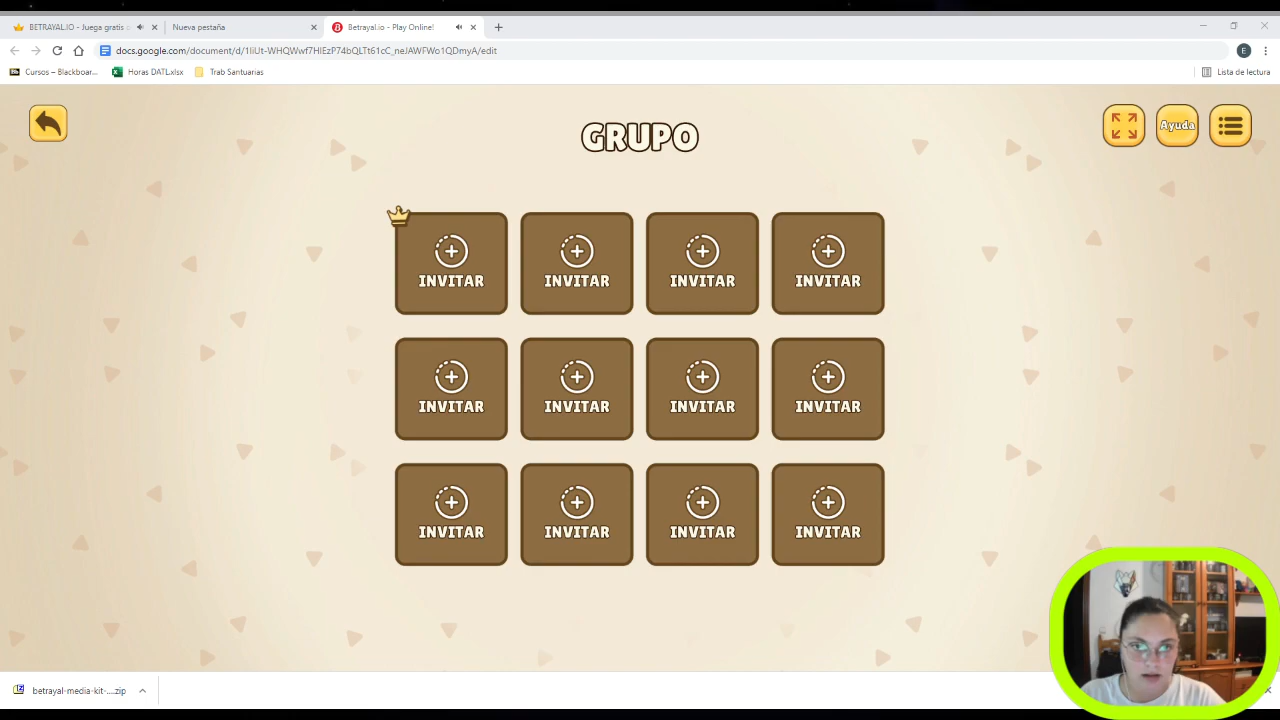 BETRAYAL.IO - Juega gratis
Nueva pestaña
Betrayal.io - Play Online!
docs.google.com/document/d/1IiUt-WHQWwf7HIEzP74bQLTt61cC_neJAWFWo1QDmyA/edit
E
Cursos – Blackboar...
Horas DATL.xlsx
Trab Santuarias
Lista de lectura
GRUPO
Ayuda
INVITAR INVITAR INVITAR INVITAR
INVITAR INVITAR INVITAR INVITAR
INVITAR INVITAR INVITAR INVITAR
betrayal-media-kit-....zip